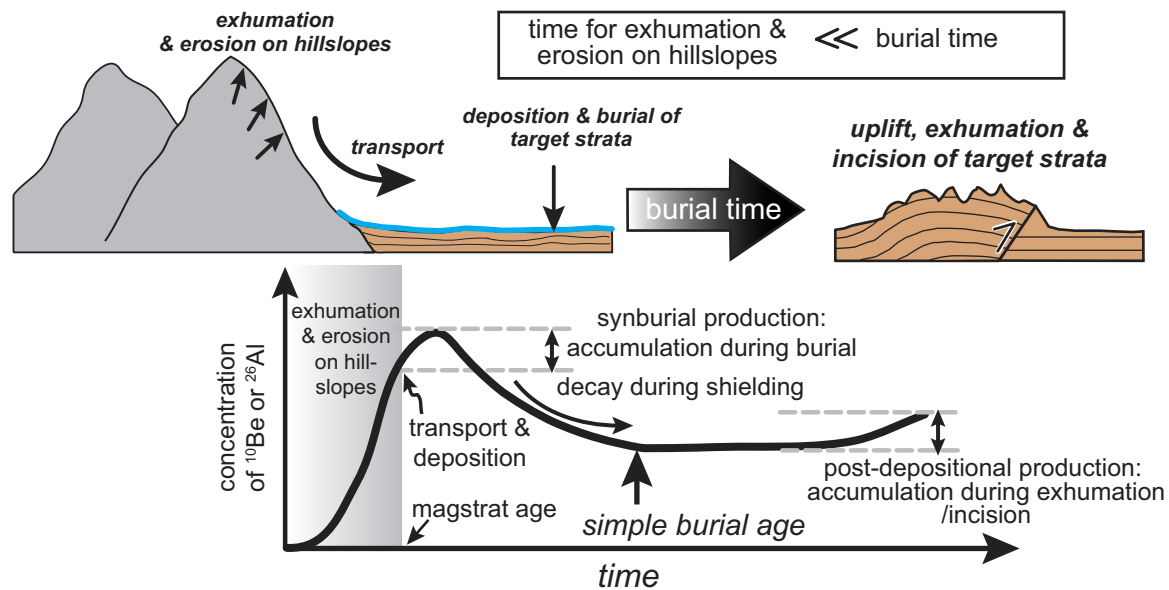 exhumation
& erosion on hillslopes
time for exhumation &
erosion on hillslopes
<< burial time
transport
deposition & burial of
target strata
burial time
uplift, exhumation &
incision of target strata
concentration
of ¹⁰Be or ²⁶Al
exhumation
& erosion
on hill-
slopes
synburial production:
accumulation during burial
decay during shielding
transport &
deposition
magstrat age
simple burial age
post-depositional production:
accumulation during exhumation
/incision
time